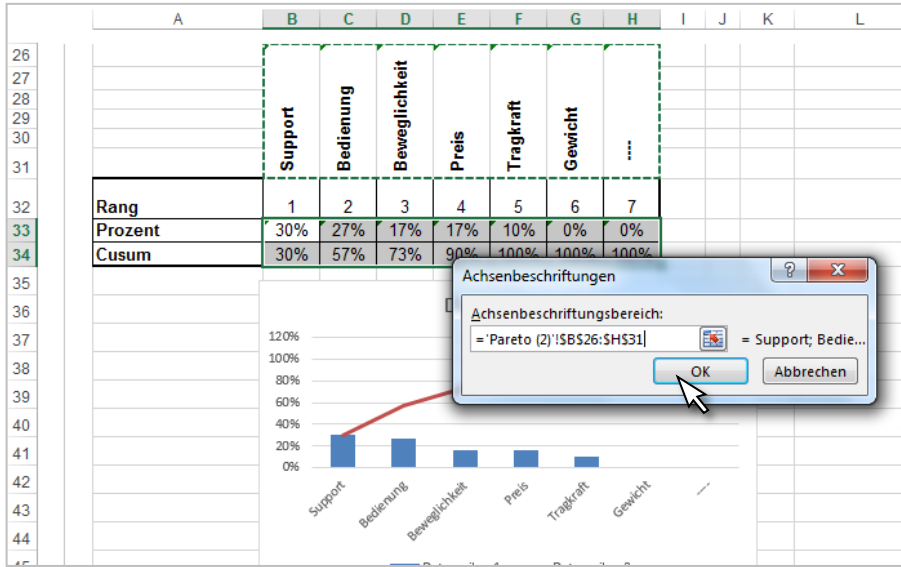 A B C D E F G H I J K L
26
27
28
29
30
31 Support Bedienung Beweglichkeit Preis Tragkraft Gewicht ----
32 Rang 1 2 3 4 5 6 7
33 Prozent 30% 27% 17% 17% 10% 0% 0%
34 Cusum 30% 57% 73% 90% 100% 100% 100%
Achsenbeschriftungen
Achsenbeschriftungsbereich:
='Pareto (2)'!$B$26:$H$31 = Support; Bedie...
OK Abbrechen
35
36
37
38
39
40
41
42
43
44
120%
100%
80%
60%
40%
20%
0%
Support Bedienung Beweglichkeit Preis Tragkraft Gewicht ----